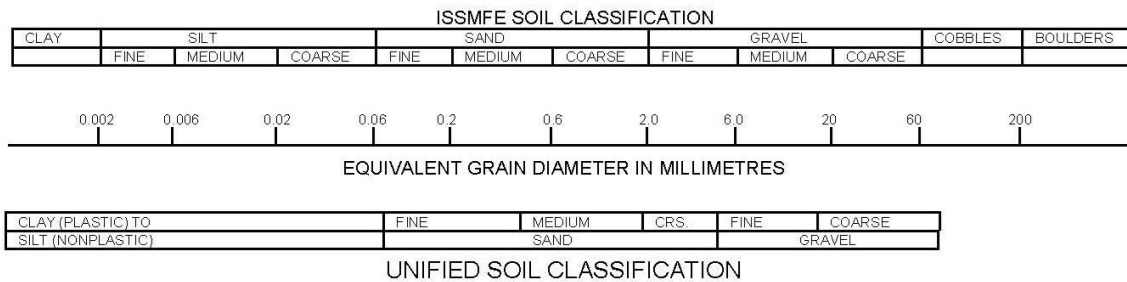 ISSMFE SOIL CLASSIFICATION
CLAY SILT SAND GRAVEL COBBLES BOULDERS
FINE MEDIUM COARSE FINE MEDIUM COARSE FINE MEDIUM COARSE
0.002 0.006 0.02 0.06 0.2 0.6 2.0 6.0 20 60 200
EQUIVALENT GRAIN DIAMETER IN MILLIMETRES
CLAY (PLASTIC) TO FINE MEDIUM CRS. FINE COARSE
SILT (NONPLASTIC) SAND GRAVEL
UNIFIED SOIL CLASSIFICATION